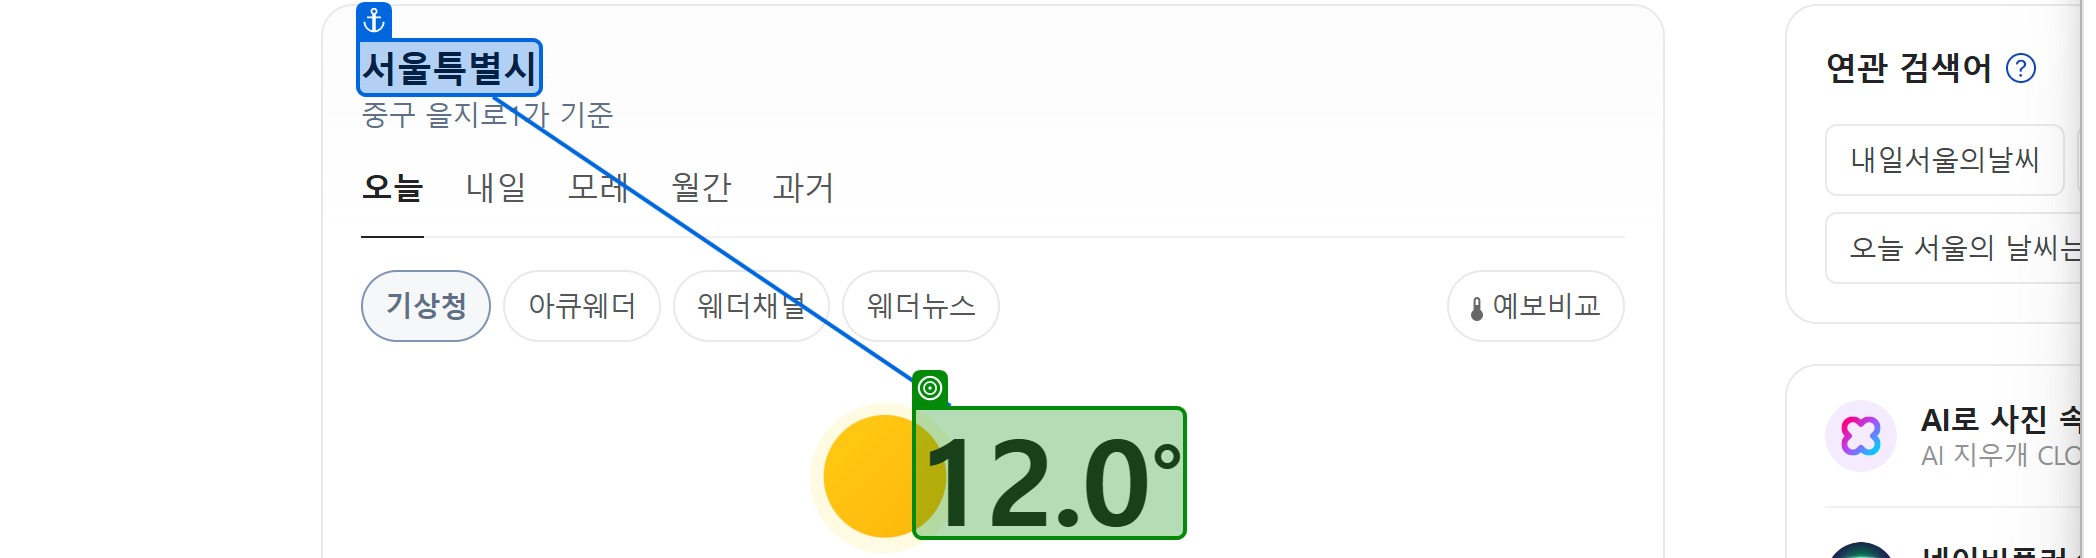 서울특별시
중구 을지로1가 기준
오늘 내일 모레 월간 과거
기상청 아큐웨더 웨더채널 웨더뉴스 예보비교
12.0°
연관 검색어 ?
내일서울의날씨
오늘 서울의 날씨는
AI로 사진 속
AI 지우개 CLO